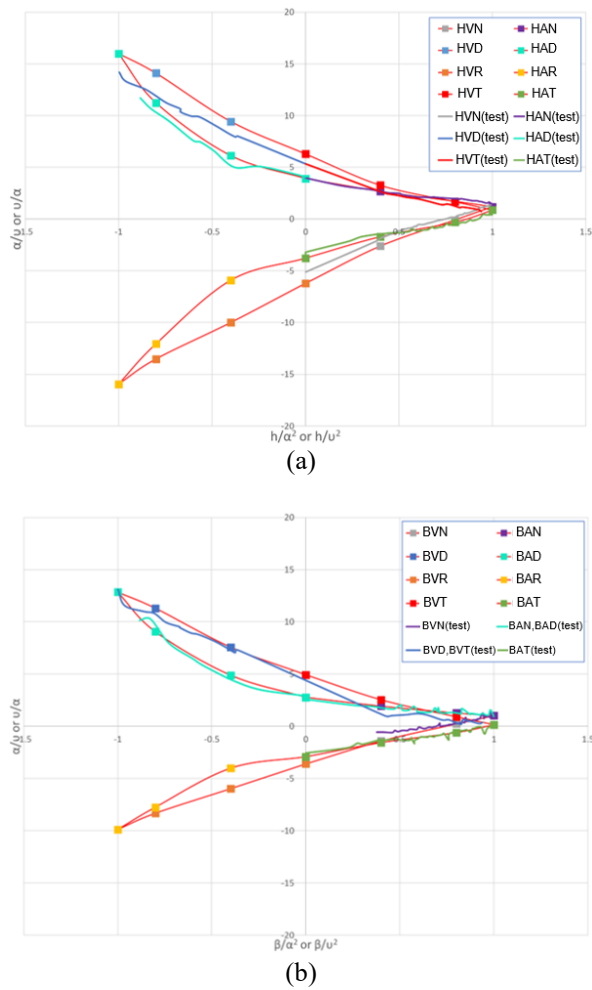 20
15
10
5
0
-5
-10
-15
-20
1.5
-1
-0.5
0
0.5
1
1.5
α/υ or υ/α
h/α² or h/υ²
HVN HAN
HVD HAD
HVR HAR
HVT HAT
HVN(test) HAN(test)
HVD(test) HAD(test)
HVT(test) HAT(test)
(a)
20
15
10
5
0
-5
-10
-15
-20
1.5
-1
-0.5
0
0.5
1
1.5
α/υ or υ/α
β/α² or β/υ²
BVN BAN
BVD BAD
BVR BAR
BVT BAT
BVN(test) BAN,BAD(test)
BVD,BVT(test) BAT(test)
(b)